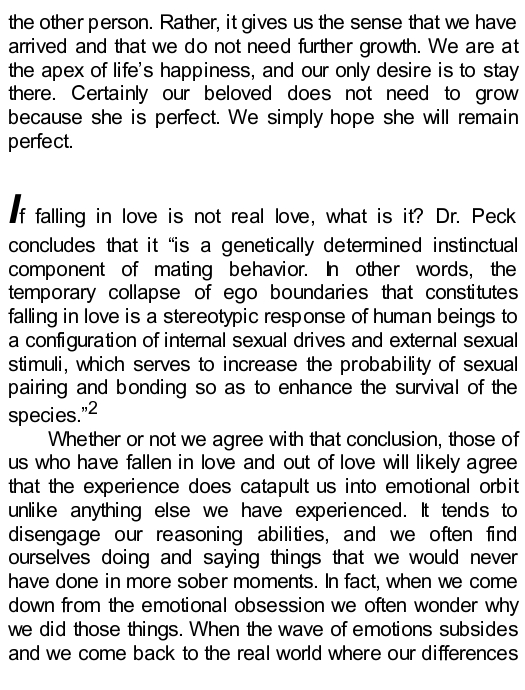 the other person. Rather, it gives us the sense that we have
arrived and that we do not need further growth. We are at
the apex of life’s happiness, and our only desire is to stay
there. Certainly our beloved does not need to grow
because she is perfect. We simply hope she will remain
perfect.
If falling in love is not real love, what is it? Dr. Peck
concludes that it “is a genetically determined instinctual
component of mating behavior. In other words, the
temporary collapse of ego boundaries that constitutes
falling in love is a stereotypic response of human beings to
a configuration of internal sexual drives and external sexual
stimuli, which serves to increase the probability of sexual
pairing and bonding so as to enhance the survival of the
species.”2
Whether or not we agree with that conclusion, those of
us who have fallen in love and out of love will likely agree
that the experience does catapult us into emotional orbit
unlike anything else we have experienced. It tends to
disengage our reasoning abilities, and we often find
ourselves doing and saying things that we would never
have done in more sober moments. In fact, when we come
down from the emotional obsession we often wonder why
we did those things. When the wave of emotions subsides
and we come back to the real world where our differences